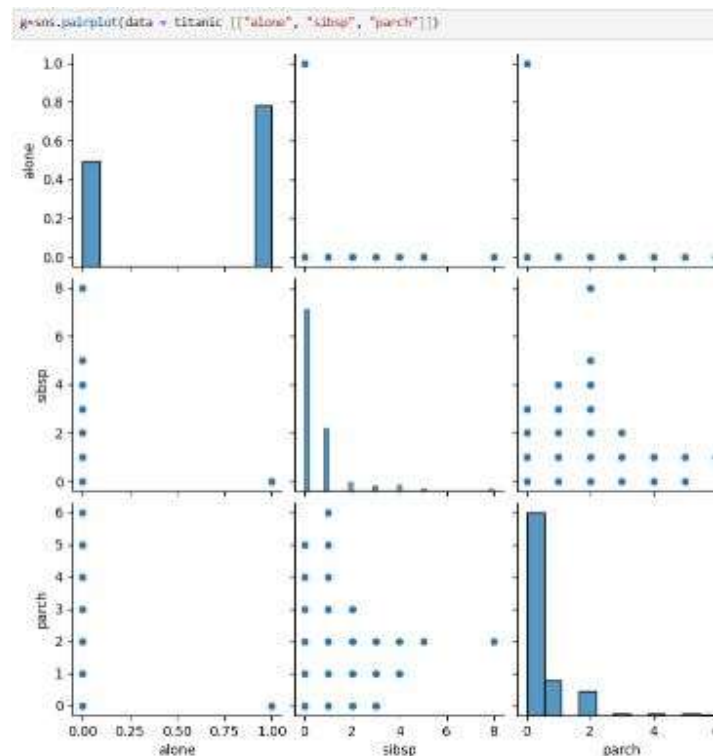 g=sns.pairplot(data = titanic [["alone", "sibsp", "parch"]])
1.0
0.8
0.6
0.4
0.2
0.0
alone
8
6
4
2
0
sibsp
6
5
4
3
2
1
0
parch
0.00 0.25 0.50 0.75 1.00
alone
0 2 4 6 8
sibsp
0 2 4 6
parch